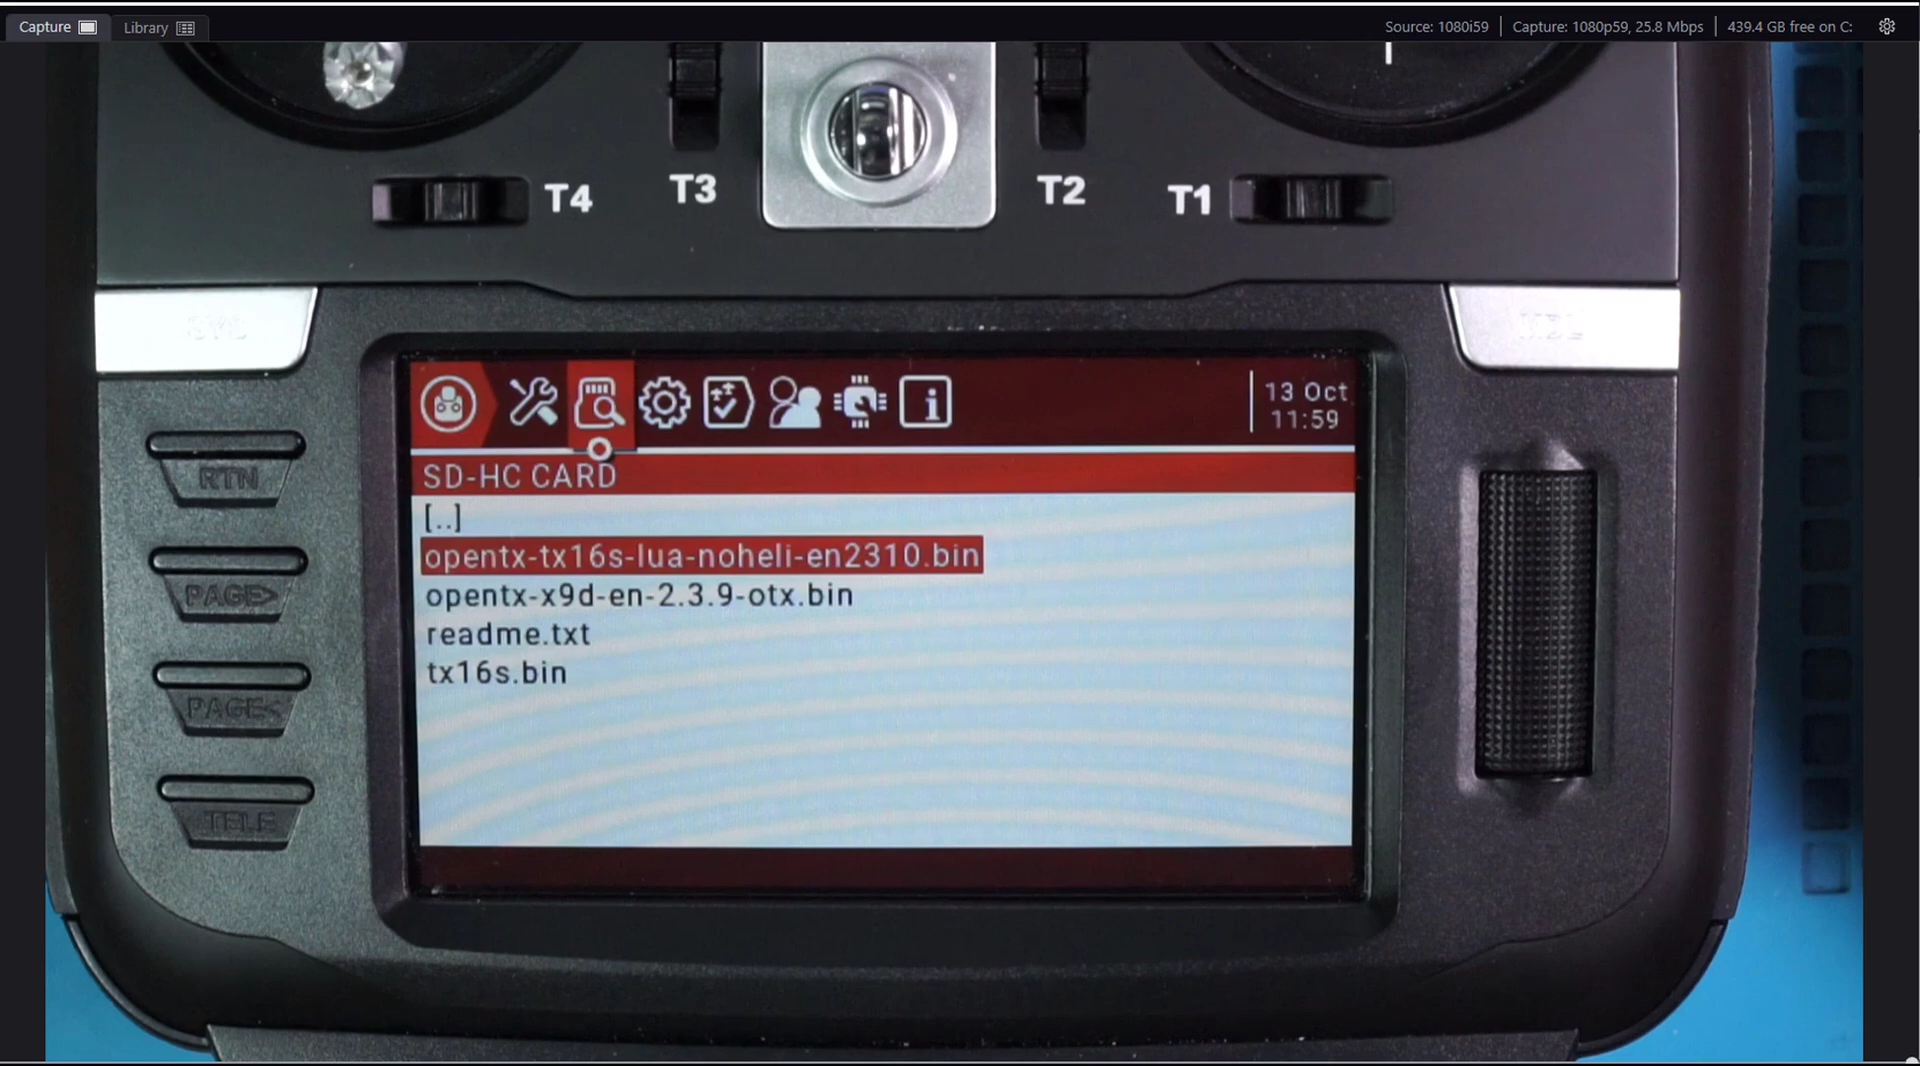 Capture
Library
Source: 1080i59
Capture: 1080p59, 25.8 Mbps
439.4 GB free on C:
T4
T3
T2
T1
SYS
MDL
RTN
PAGE>
PAGE<
TELE
13 Oct
11:59
SD-HC CARD
[..]
opentx-tx16s-lua-noheli-en2310.bin
opentx-x9d-en-2.3.9-otx.bin
readme.txt
tx16s.bin